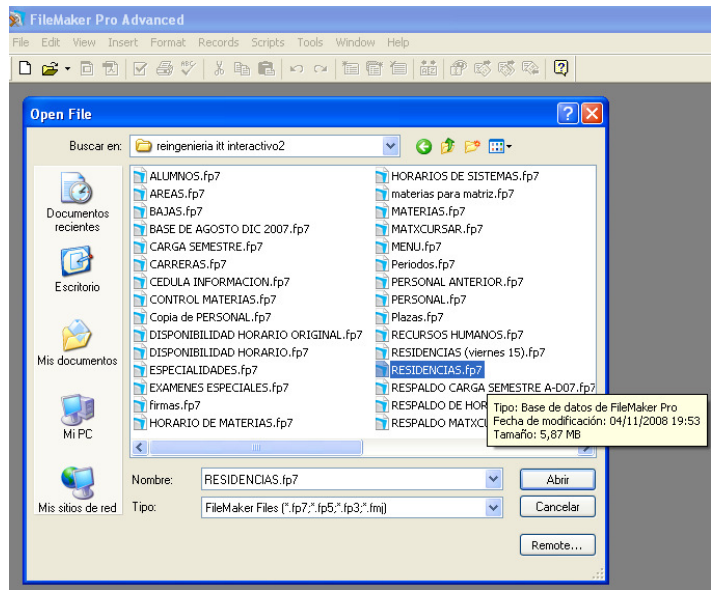 FileMaker Pro Advanced
File Edit View Insert Format Records Scripts Tools Window Help
Open File
Buscar en: reingenieria itt interactivo2
Documentos recientes
Escritorio
Mis documentos
Mi PC
Mis sitios de red
ALUMNOS.fp7
AREAS.fp7
BAJAS.fp7
BASE DE AGOSTO DIC 2007.fp7
CARGA SEMESTRE.fp7
CARRERAS.fp7
CEDULA INFORMACION.fp7
CONTROL MATERIAS.fp7
Copia de PERSONAL.fp7
DISPONIBILIDAD HORARIO ORIGINAL.fp7
DISPONIBILIDAD HORARIO.fp7
ESPECIALIDADES.fp7
EXAMENES ESPECIALES.fp7
firmas.fp7
HORARIO DE MATERIAS.fp7
HORARIOS DE SISTEMAS.fp7
materias para matriz.fp7
MATERIAS.fp7
MATXCURSAR.fp7
MENU.fp7
Periodos.fp7
PERSONAL ANTERIOR.fp7
PERSONAL.fp7
Plazas.fp7
RECURSOS HUMANOS.fp7
RESIDENCIAS (viernes 15).fp7
RESIDENCIAS.fp7
RESPALDO CARGA SEMESTRE A-D07.fp7
RESPALDO DE HOR
RESPALDO MATXCU
Tipo: Base de datos de FileMaker Pro
Fecha de modificación: 04/11/2008 19:53
Tamaño: 5,87 MB
Nombre: RESIDENCIAS.fp7 Abrir
Tipo: FileMaker Files (*.fp7;*.fp5;*.fp3;*.fmj) Cancelar
Remote...